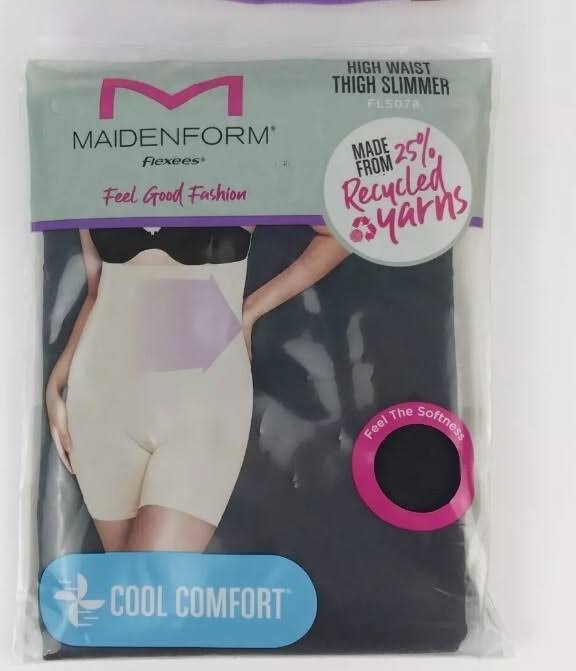 HIGH WAIST
THIGH SLIMMER
FL5078
MAIDENFORM®
flexees®
Feel Good Fashion
MADE
FROM 25%
Recycled
yarns
Feel The Softness
COOL COMFORT